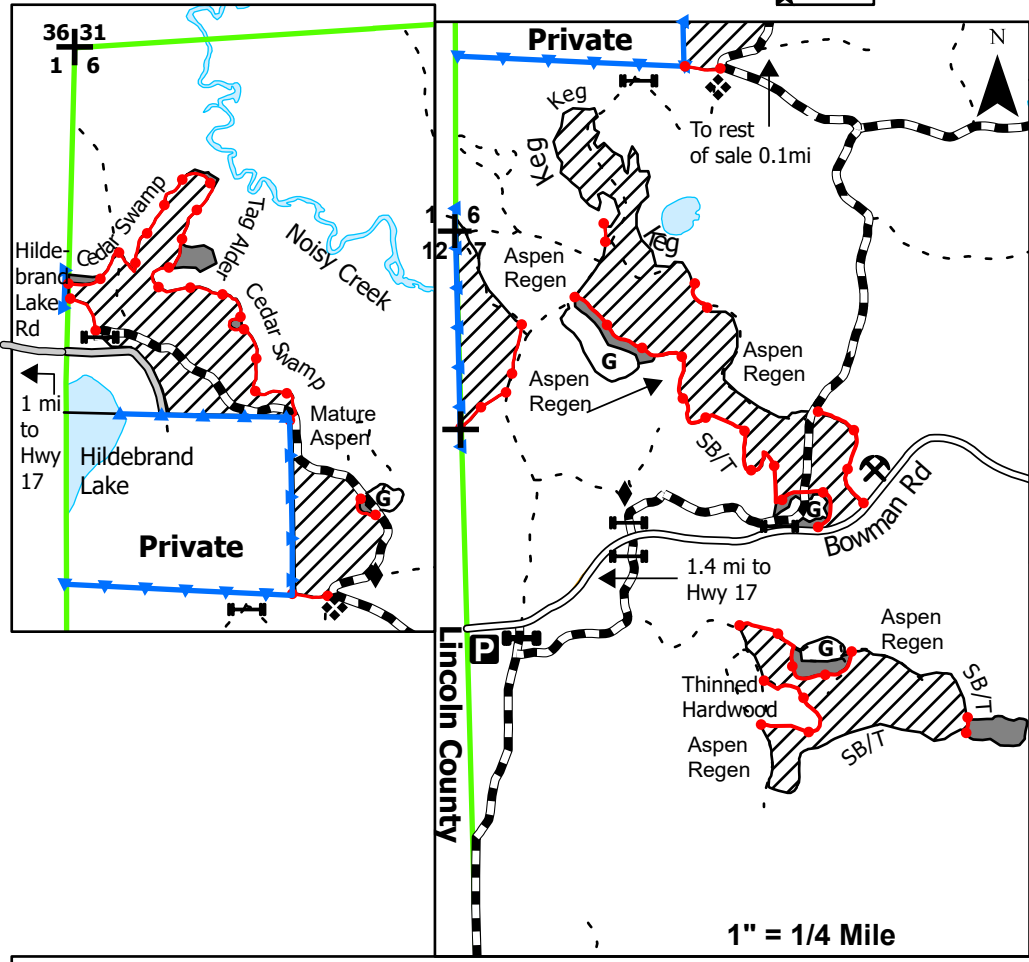 36 31
1 6
Cedar Swamp
Tag Alder
Noisy Creek
Hilde-
brand
Lake
Rd
Cedar Swamp
1 mi
to
Hwy
17
Mature
Aspen
Hildebrand
Lake
G
Private
Private
N
To rest
of sale 0.1mi
Keg
Keg
1 6
12 7
Keg
Aspen
Regen
G
Aspen
Regen
Aspen
Regen
SB/T
G
Bowman Rd
1.4 mi to
Hwy 17
P
Lincoln County
G
Aspen
Regen
SB/T
Thinned
Hardwood
Aspen
Regen
SB/T
1" = 1/4 Mile